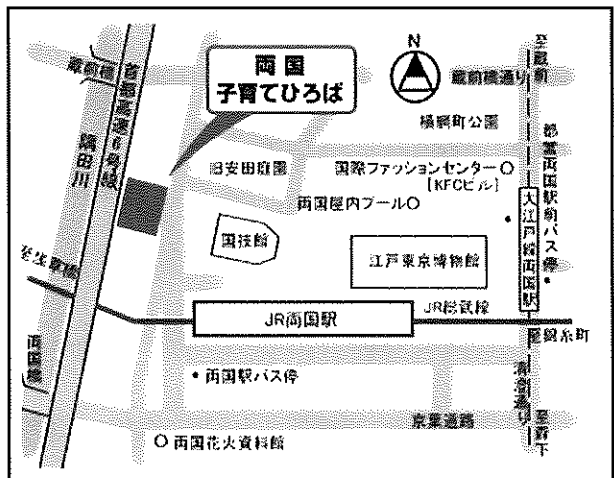 両国
子育てひろば
N
至蔵前
蔵前橋
蔵前橋通り
首都高速6号線
隅田川
横網町公園
都営両国駅前バス停
旧安田庭園
国際ファッションセンター
[KFCビル]
両国屋内プール
国技館
江戸東京博物館
大江戸線両国駅
至浅草橋
JR両国駅
JR総武線
至錦糸町
両国橋
両国駅バス停
清澄通り
京葉道路
至森下
両国花火資料館